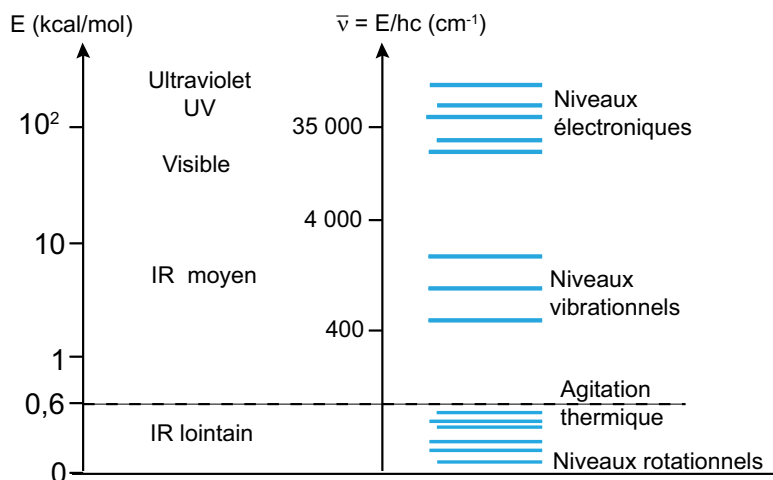 E (kcal/mol)
ν̅ = E/hc (cm⁻¹)
Ultraviolet
UV
Niveaux
électroniques
10²
35 000
Visible
4 000
10
IR moyen
Niveaux
vibrationnels
400
1
Agitation
thermique
0,6
IR lointain
Niveaux rotationnels
0